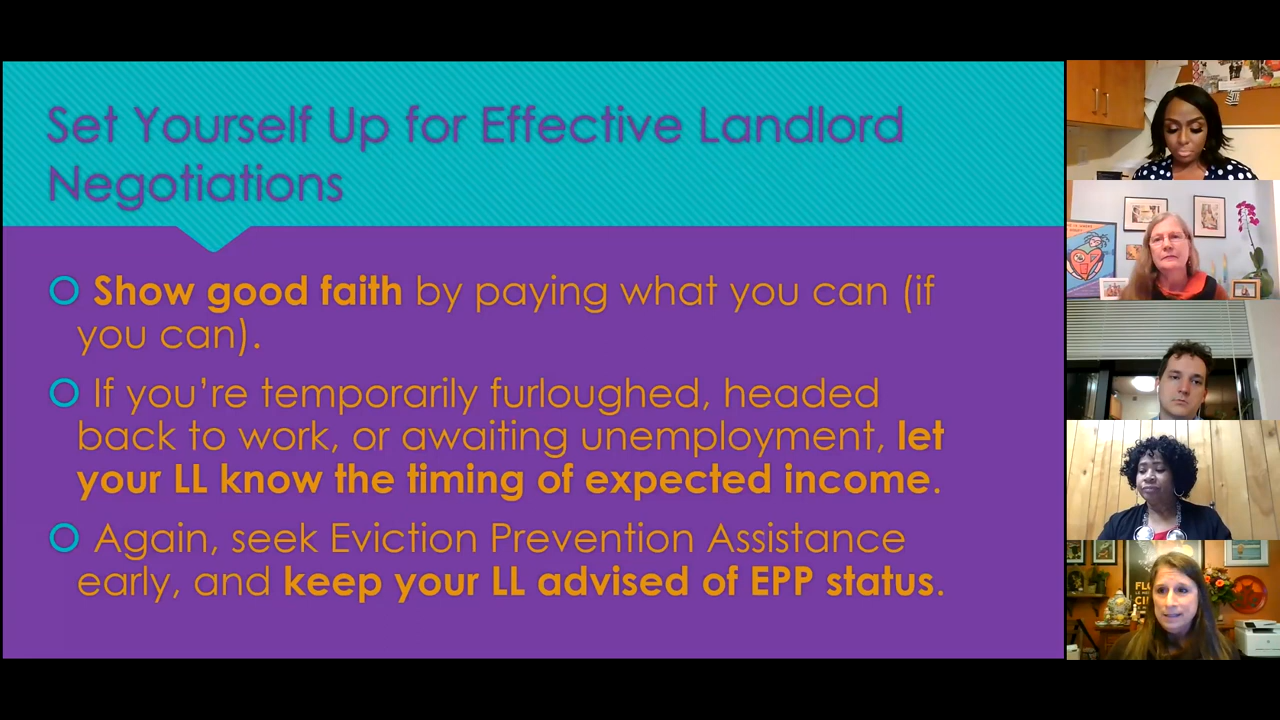 Set Yourself Up for Effective Landlord
Negotiations
Show good faith by paying what you can (if
you can).
If you’re temporarily furloughed, headed
back to work, or awaiting unemployment, let
your LL know the timing of expected income.
Again, seek Eviction Prevention Assistance
early, and keep your LL advised of EPP status.